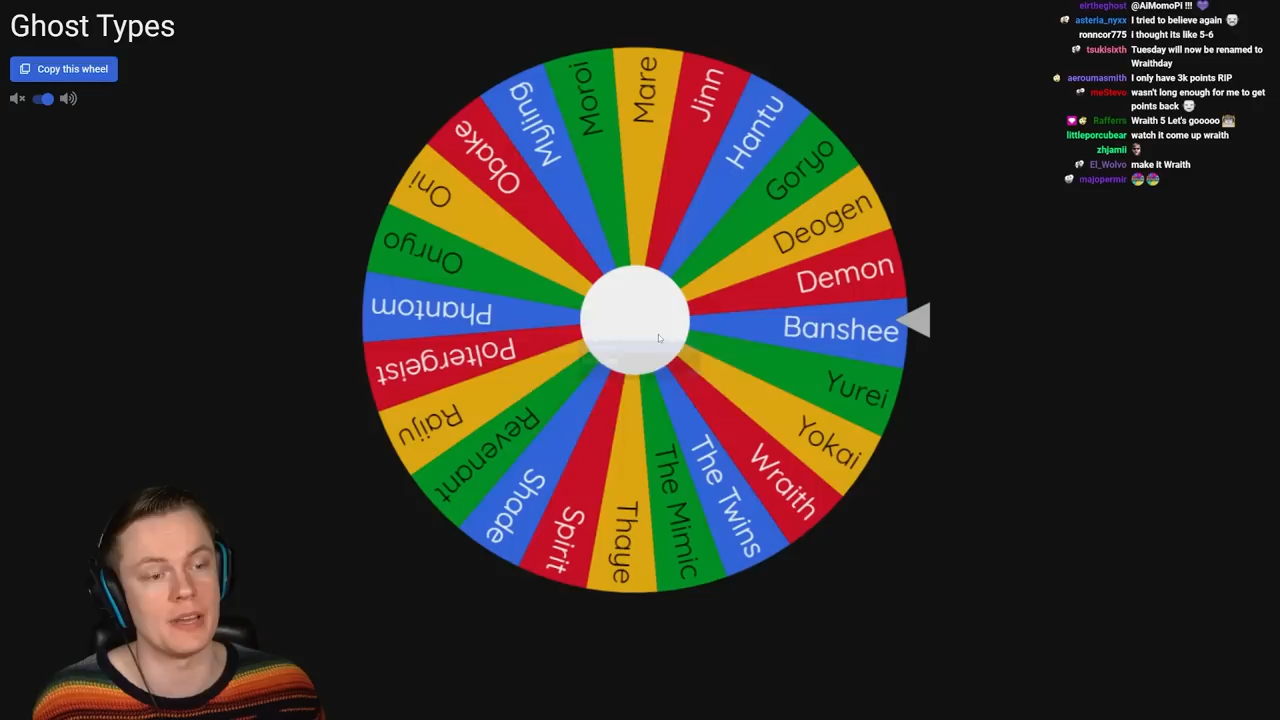 Ghost Types
Copy this wheel
Mare
Jinn
Hantu
Goryo
Deogen
Demon
Banshee
Yurei
Yokai
Wraith
The Twins
The Mimic
Thaye
Spirit
Shade
Revenant
Raiju
Poltergeist
Phantom
Onryo
Oni
Obake
Myling
Moroi
eirtheghost @AiMomoPi !!!
asteria_nyxx I tried to believe again
ronncor775 I thought its like 5-6
tsukisixth Tuesday will now be renamed to
Wraithday
aeroumasmith I only have 3k points RIP
meStevo wasn't long enough for me to get
points back
Rafferrs Wraith 5 Let's gooooo
littleporcubear watch it come up wraith
zhjamii
El_Wolvo make it Wraith
majopermir